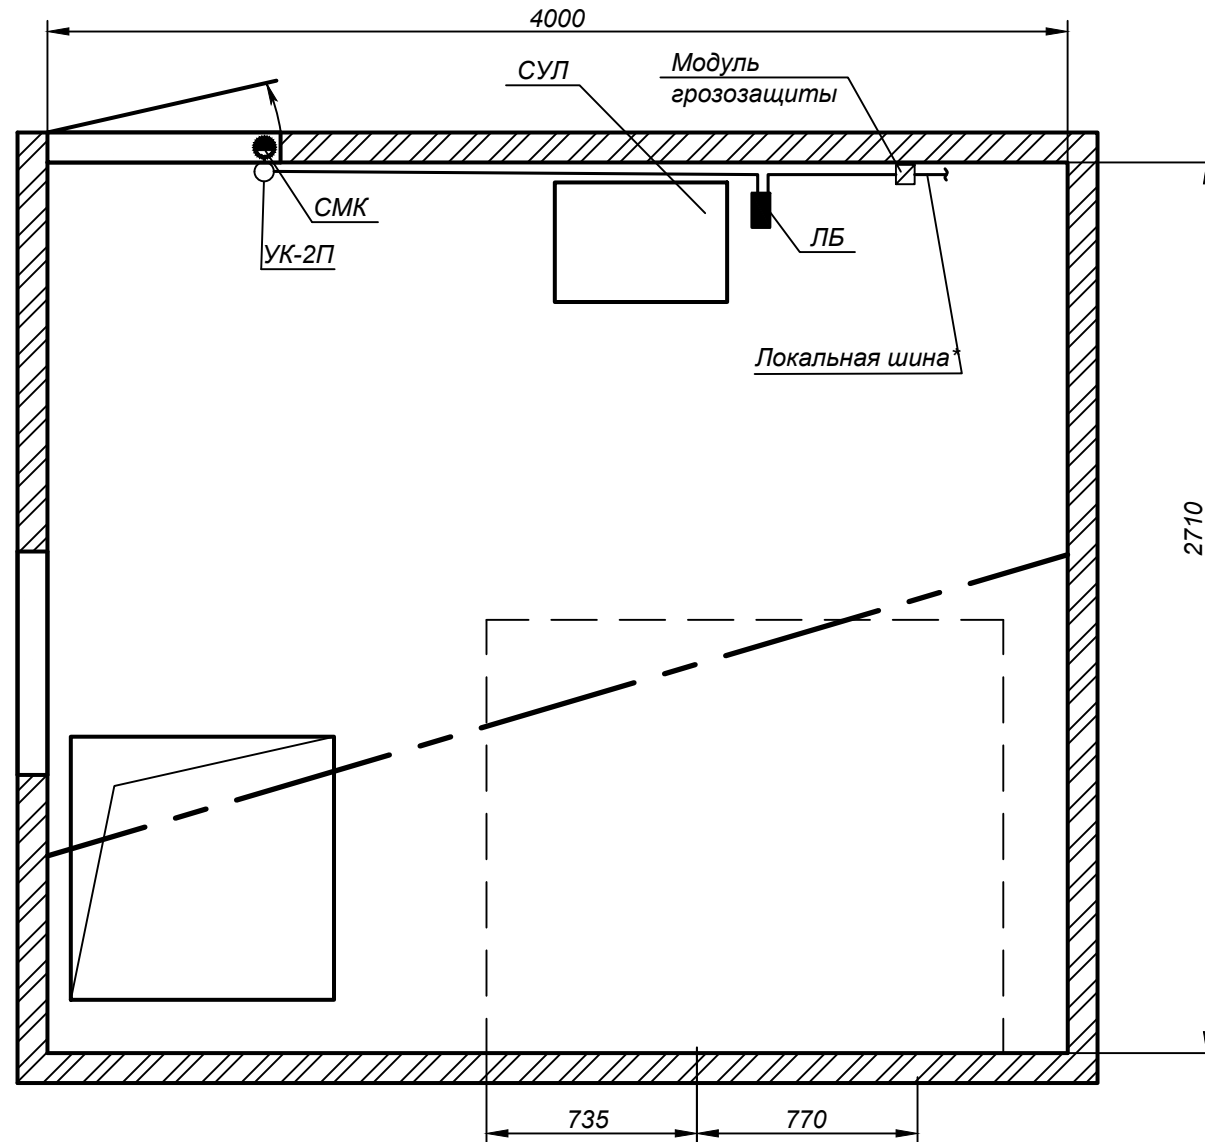 4000
СУЛ
Модуль
грозозащиты
СМК
ЛБ
УК-2П
Локальная шина*
2710
735
770